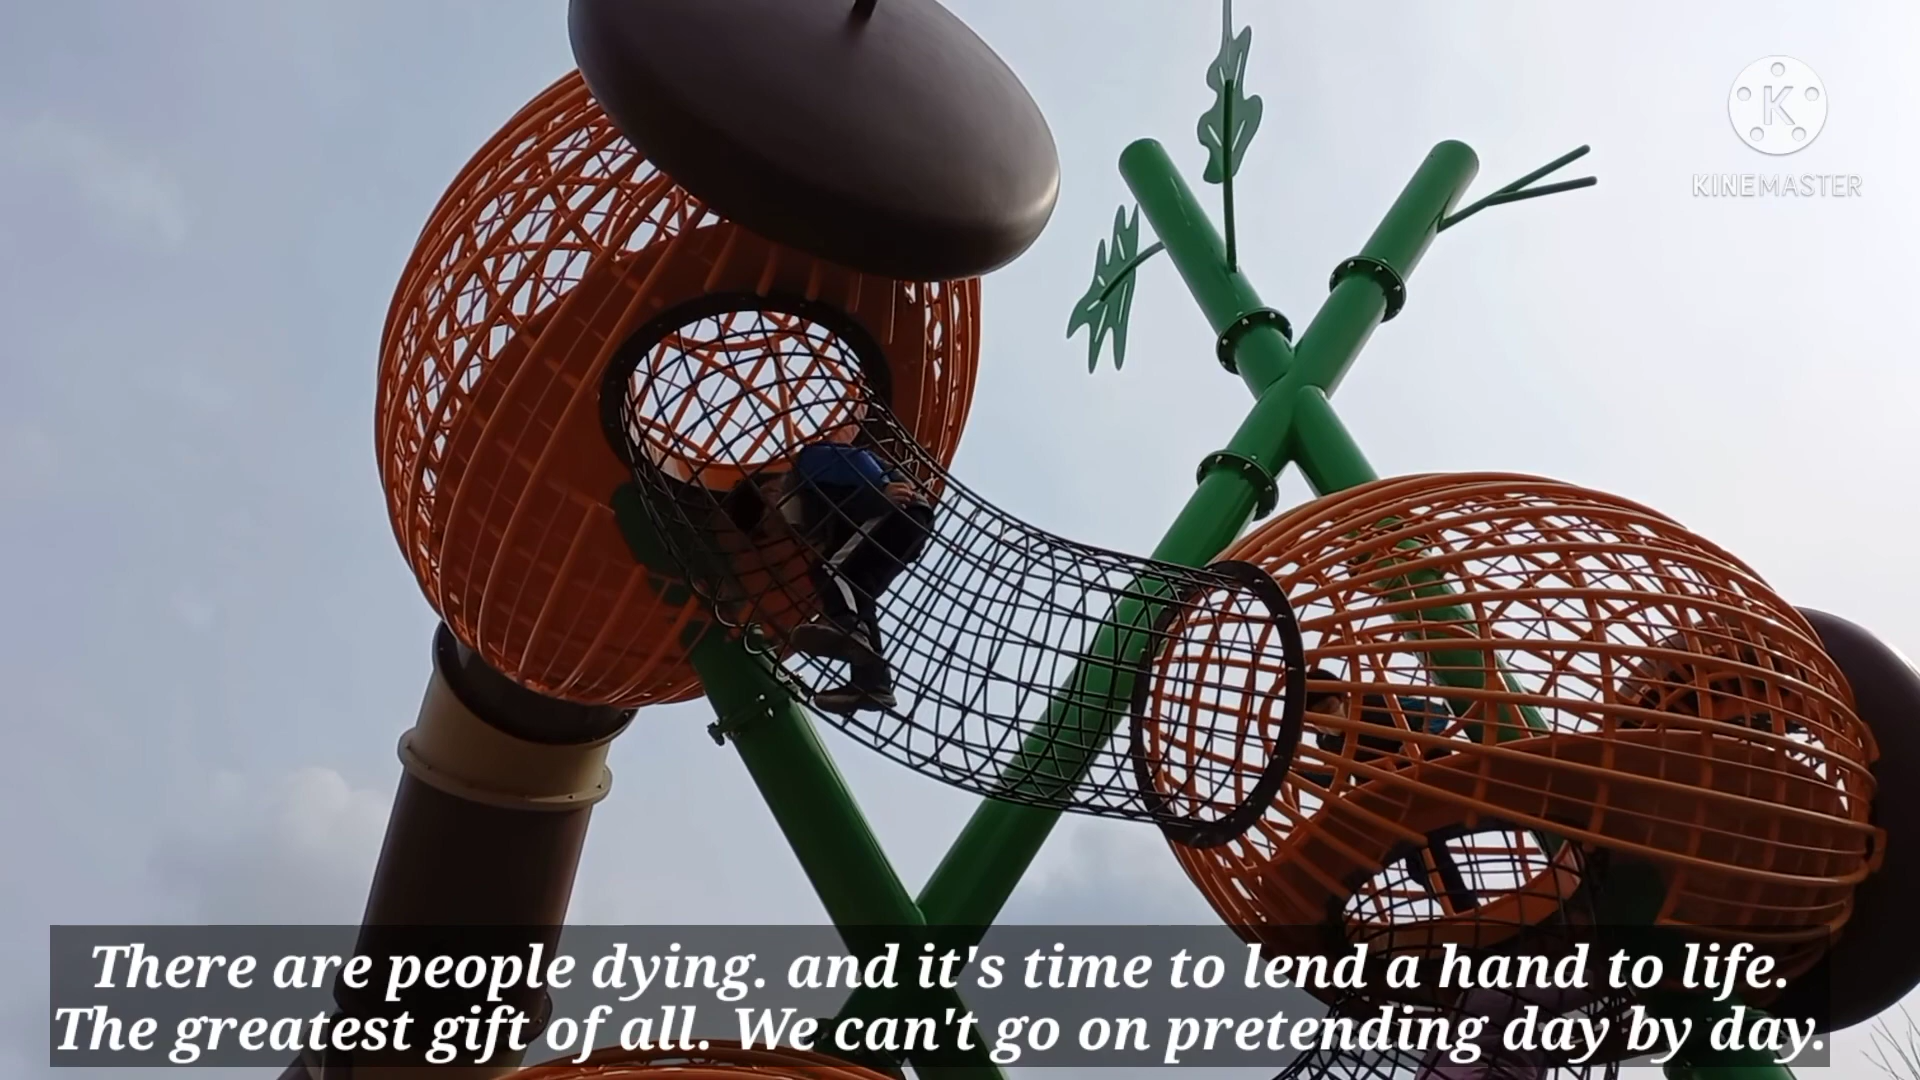 K
KINEMASTER
There are people dying. and it's time to lend a hand to life.
The greatest gift of all. We can't go on pretending day by day.